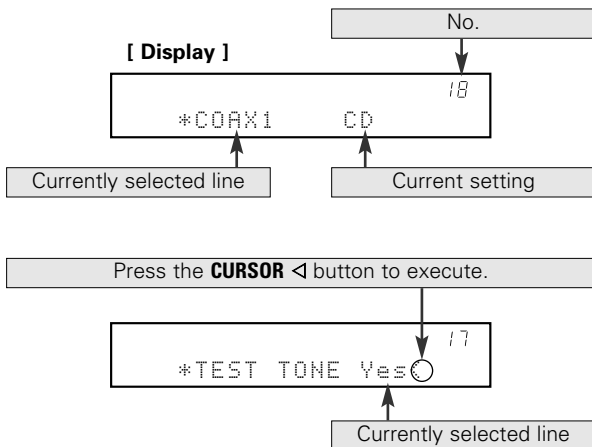 No.
[ Display ]
18
*COAX1 CD
Currently selected line
Current setting
Press the CURSOR ◁ button to execute.
17
*TEST TONE Yes
Currently selected line